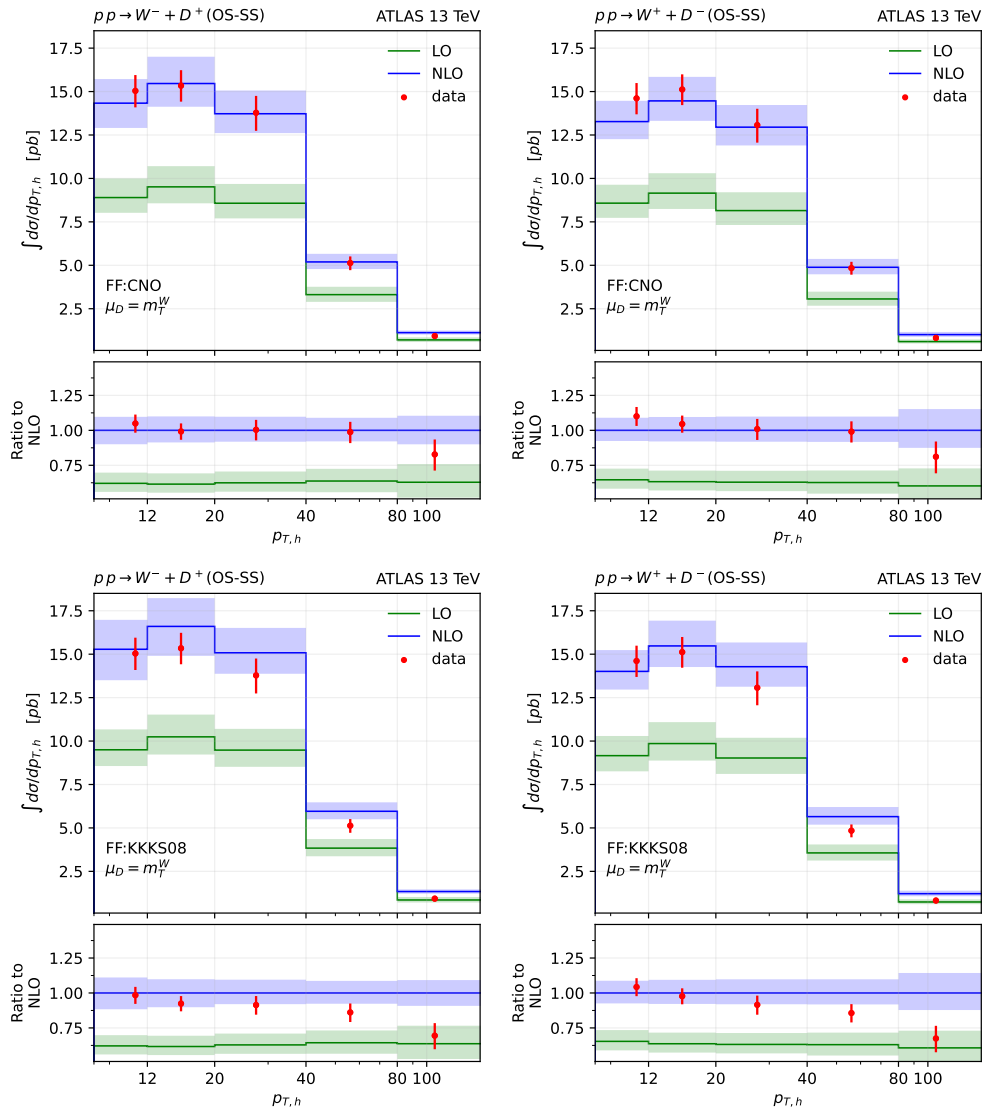 p p → W⁻ + D⁺(OS-SS) ATLAS 13 TeV
17.5
15.0
12.5
10.0
7.5
5.0
2.5
∫dσ/dp_{T,h} [pb]
LO
NLO
data
FF:CNO
μ_D = m_T^W
1.25
1.00
0.75
Ratio to
NLO
12 20 40 80 100
p_{T,h}
p p → W⁺ + D⁻(OS-SS) ATLAS 13 TeV
17.5
15.0
12.5
10.0
7.5
5.0
2.5
∫dσ/dp_{T,h} [pb]
LO
NLO
data
FF:CNO
μ_D = m_T^W
1.25
1.00
0.75
Ratio to
NLO
12 20 40 80 100
p_{T,h}
p p → W⁻ + D⁺(OS-SS) ATLAS 13 TeV
17.5
15.0
12.5
10.0
7.5
5.0
2.5
∫dσ/dp_{T,h} [pb]
LO
NLO
data
FF:KKKS08
μ_D = m_T^W
1.25
1.00
0.75
Ratio to
NLO
12 20 40 80 100
p_{T,h}
p p → W⁺ + D⁻(OS-SS) ATLAS 13 TeV
17.5
15.0
12.5
10.0
7.5
5.0
2.5
∫dσ/dp_{T,h} [pb]
LO
NLO
data
FF:KKKS08
μ_D = m_T^W
1.25
1.00
0.75
Ratio to
NLO
12 20 40 80 100
p_{T,h}